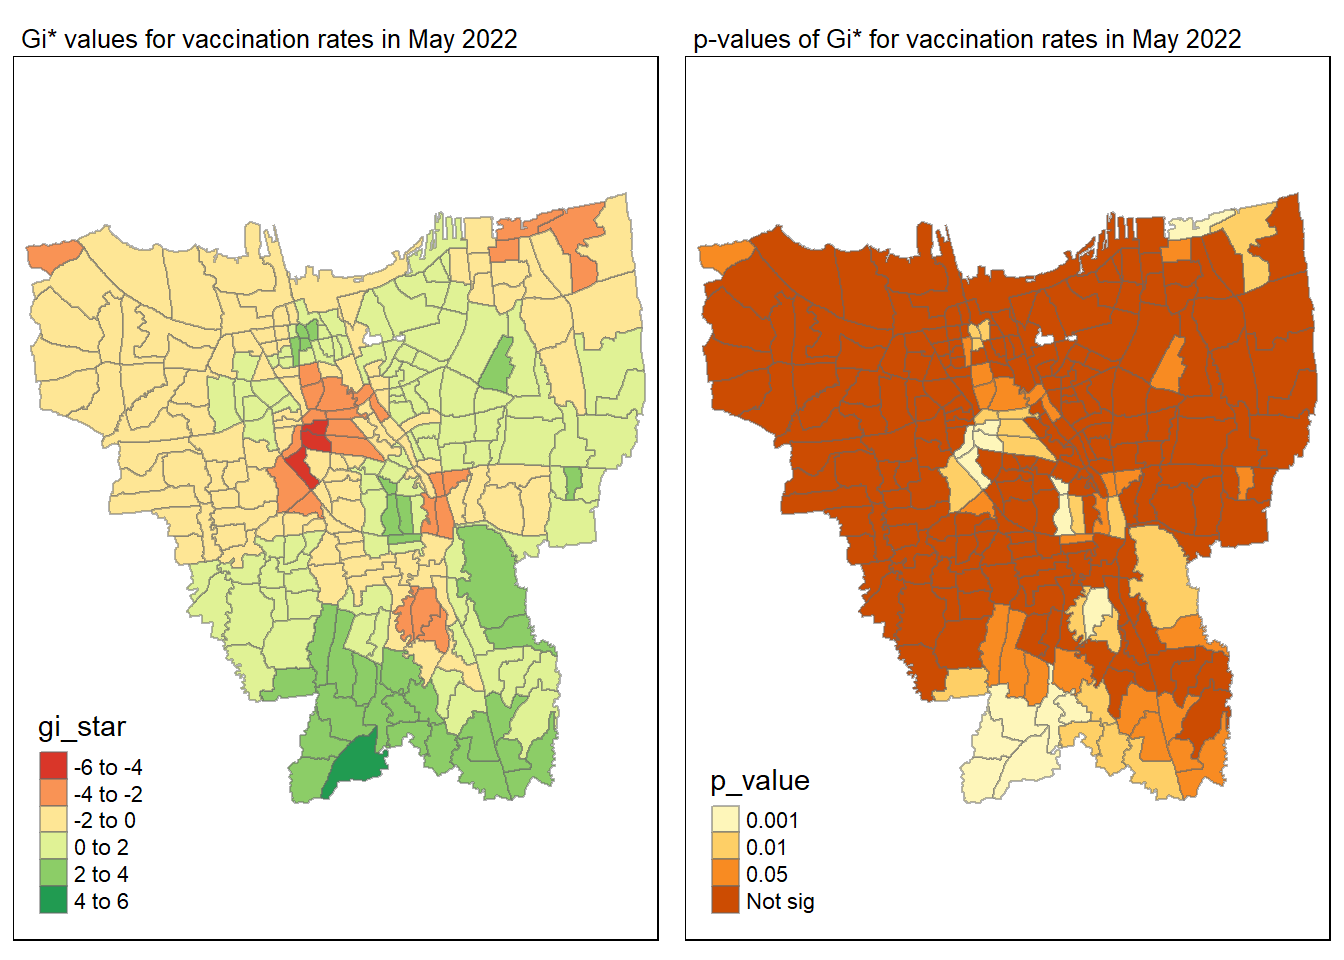 Gi* values for vaccination rates in May 2022
gi_star
-6 to -4
-4 to -2
-2 to 0
0 to 2
2 to 4
4 to 6
p-values of Gi* for vaccination rates in May 2022
p_value
0.001
0.01
0.05
Not sig